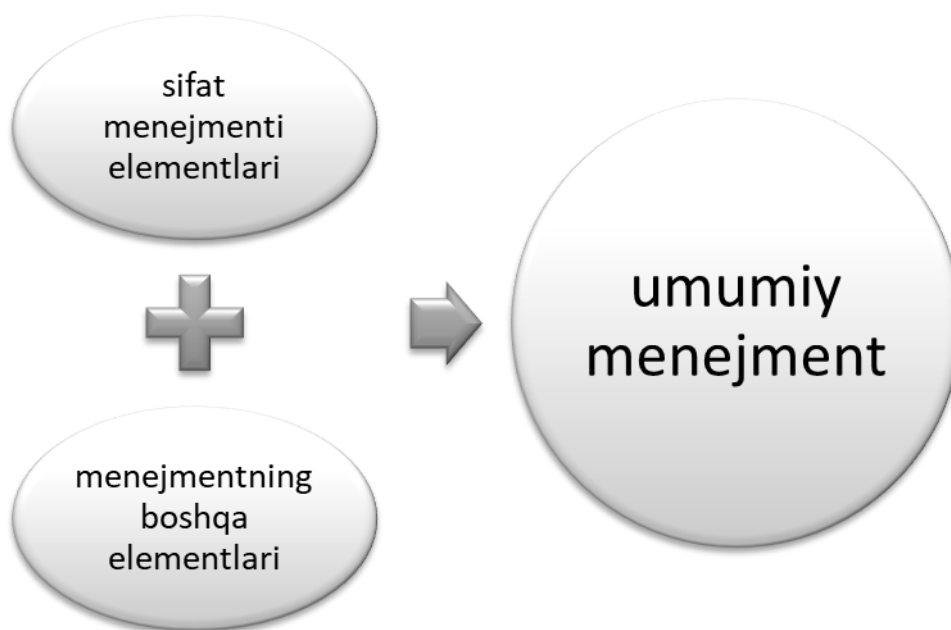 sifat
menejmenti
elementlari
menejmentning
boshqa
elementlari
umumiy
menejment